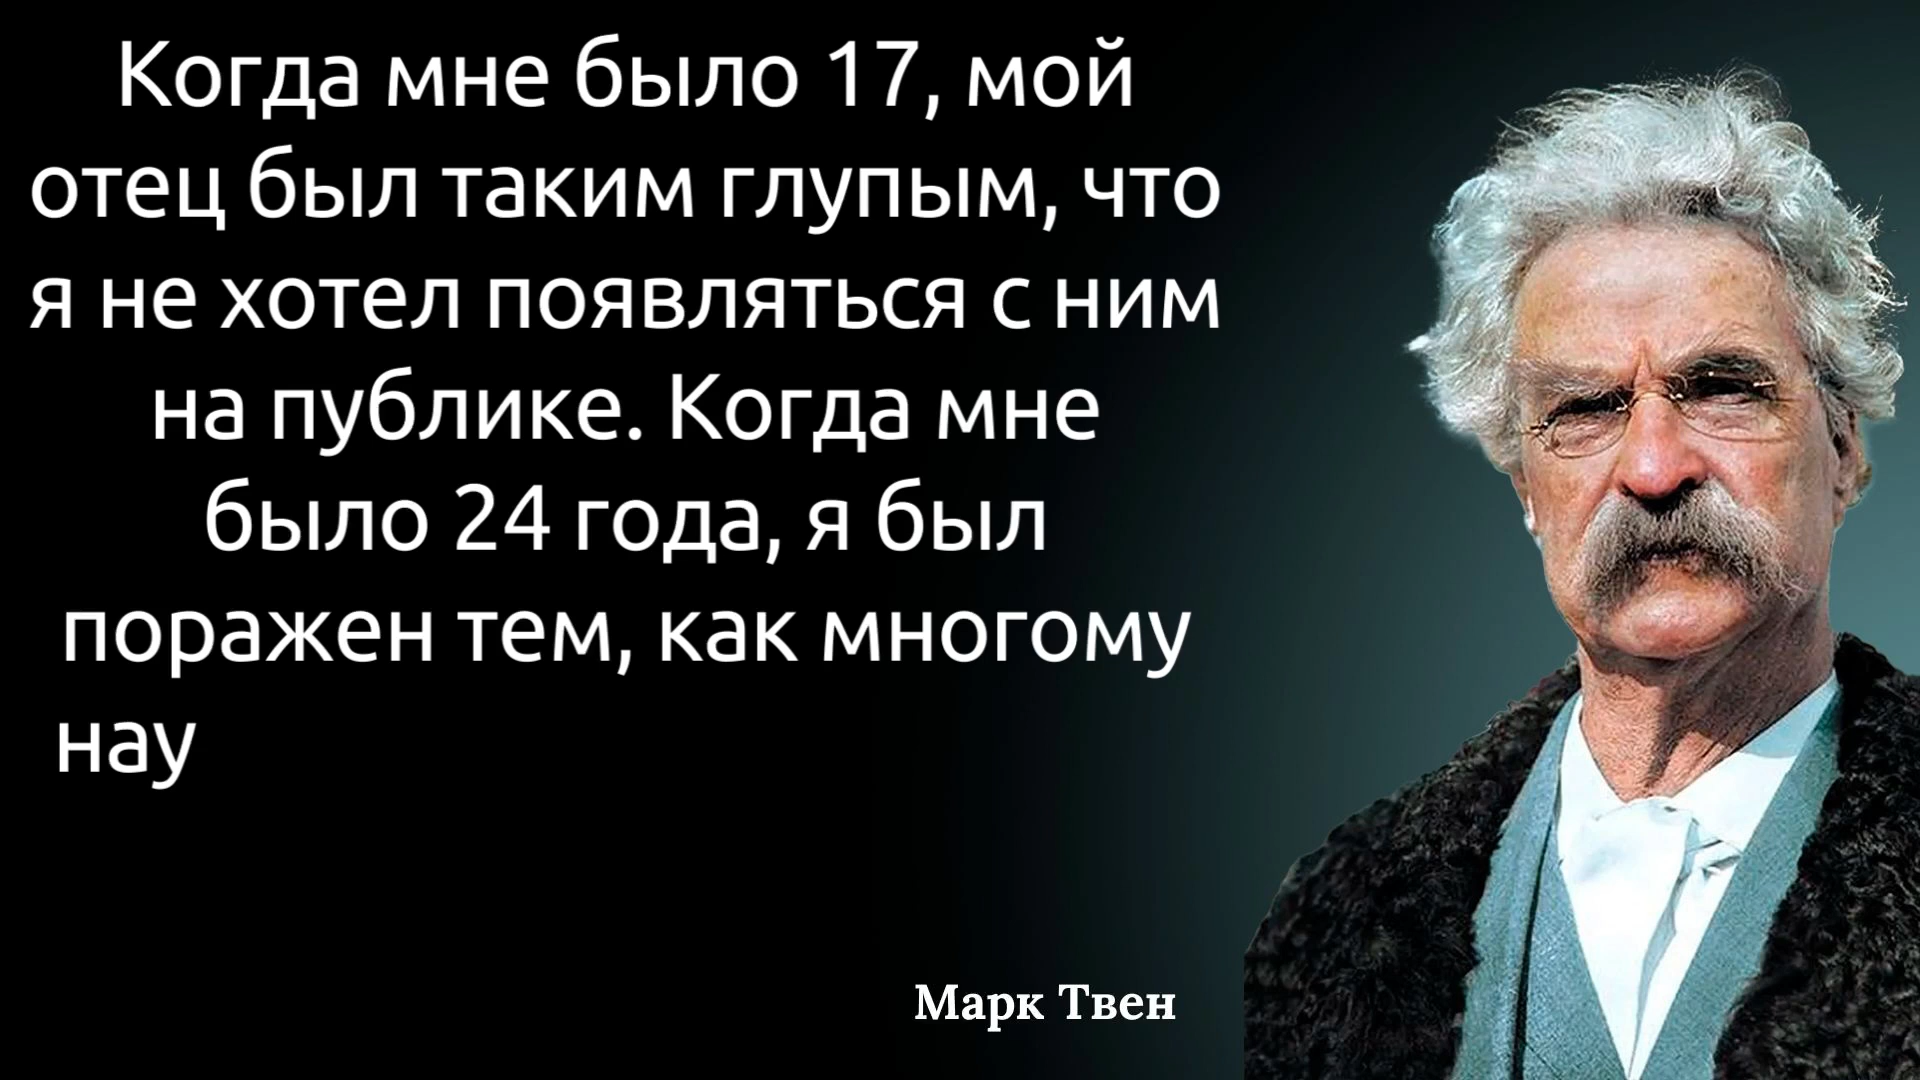 Когда мне было 17, мой
отец был таким глупым, что
я не хотел появляться с ним
на публике. Когда мне
было 24 года, я был
поражен тем, как многому
нау
Марк Твен